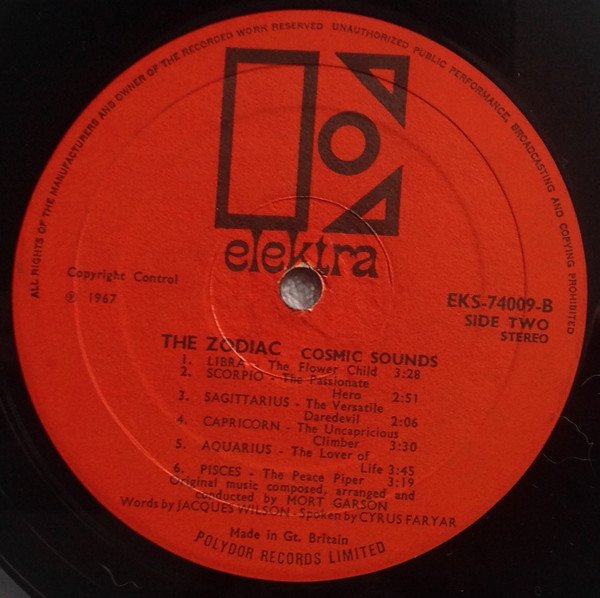 ALL RIGHTS OF THE MANUFACTURERS AND OWNER OF THE RECORDED WORK RESERVED UNAUTHORIZED PUBLIC PERFORMANCE, BROADCASTING AND COPYING PROHIBITED
elektra
Copyright Control
℗ 1967
EKS-74009-B
SIDE TWO
STEREO
THE ZODIAC COSMIC SOUNDS
1. LIBRA - The Flower Child 3:28
2. SCORPIO - The Passionate
Hero 2:51
3. SAGITTARIUS - The Versatile
Daredevil 2:06
4. CAPRICORN - The Uncapricious
Climber 3:30
5. AQUARIUS - The Lover of
Life 3:45
6. PISCES - The Peace Piper 3:19
Original music composed, arranged and
conducted by MORT GARSON
Words by JACQUES WILSON - Spoken by CYRUS FARYAR
Made in Gt. Britain
POLYDOR RECORDS LIMITED